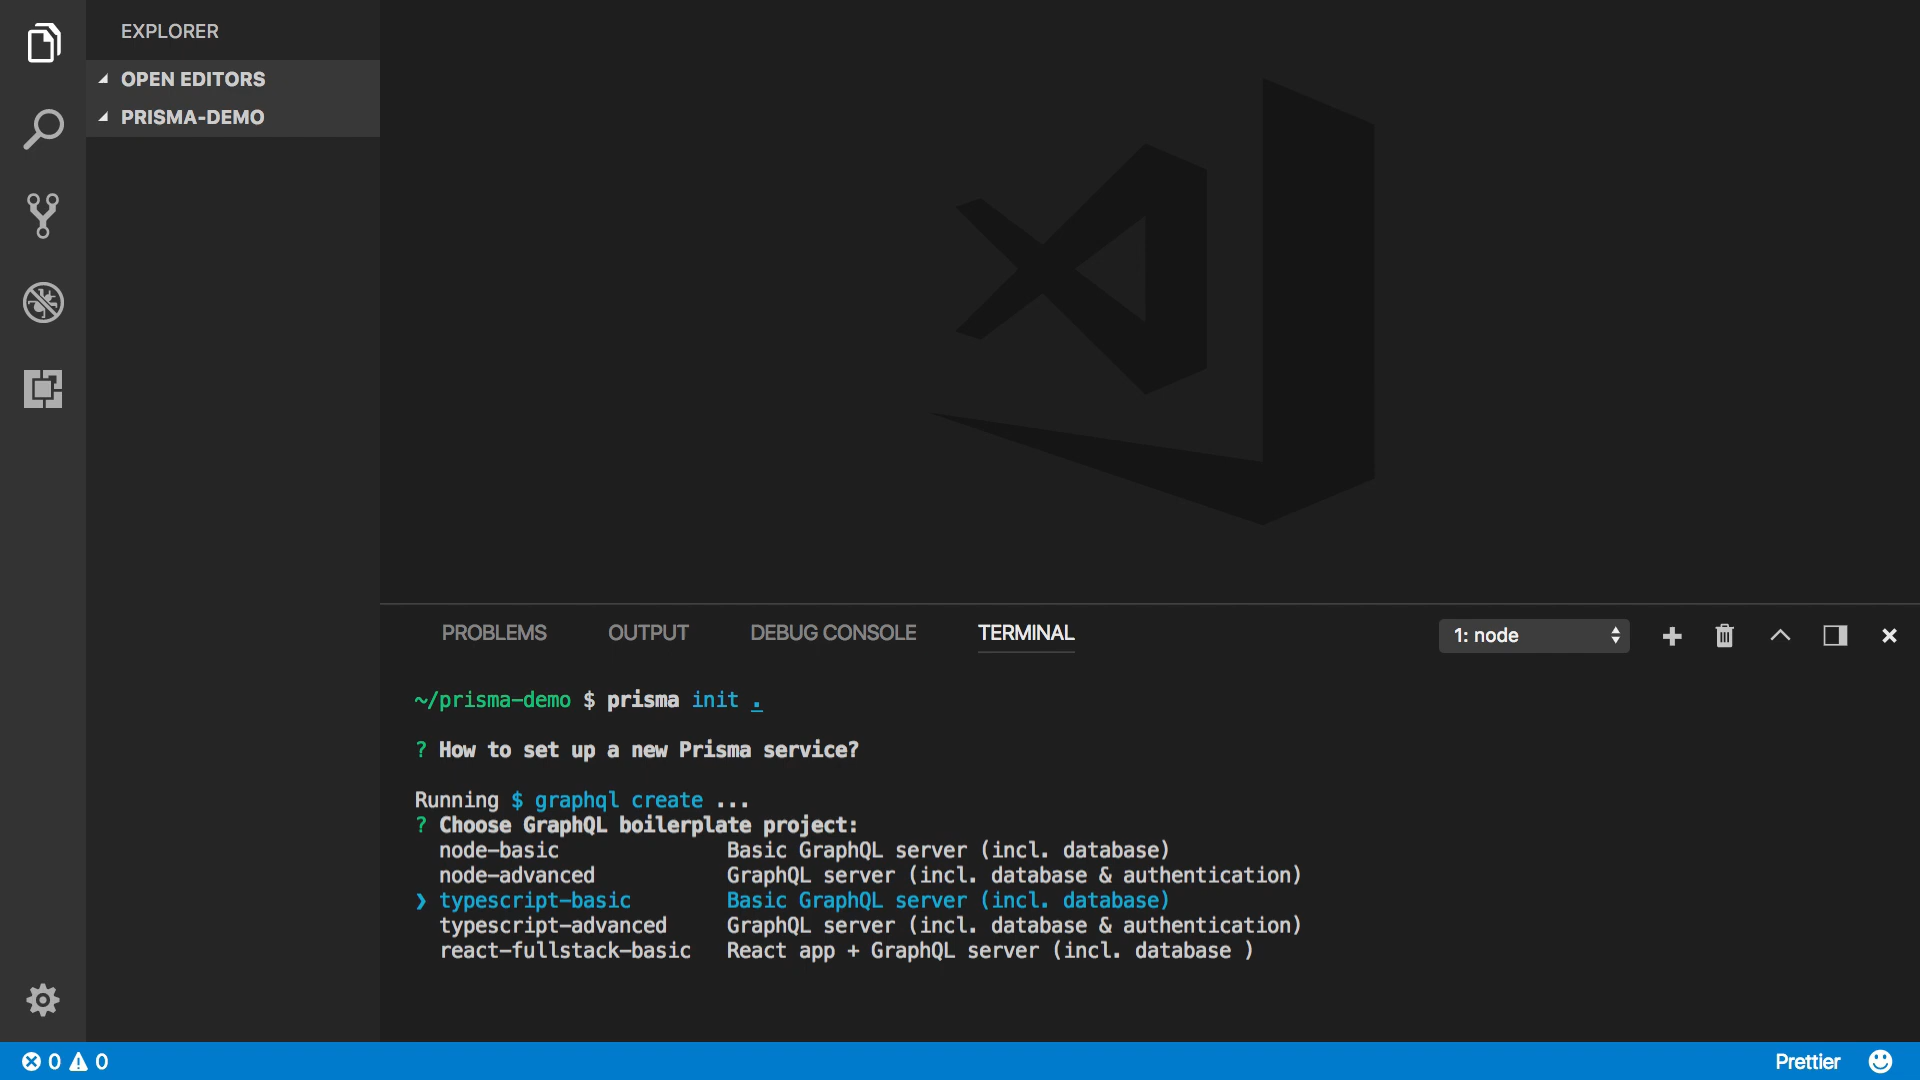 EXPLORER
OPEN EDITORS
PRISMA-DEMO
PROBLEMS OUTPUT DEBUG CONSOLE TERMINAL 1: node
~/prisma-demo $ prisma init .
? How to set up a new Prisma service?
Running $ graphql create ...
? Choose GraphQL boilerplate project:
node-basic Basic GraphQL server (incl. database)
node-advanced GraphQL server (incl. database & authentication)
❯ typescript-basic Basic GraphQL server (incl. database)
typescript-advanced GraphQL server (incl. database & authentication)
react-fullstack-basic React app + GraphQL server (incl. database )
0 0 Prettier